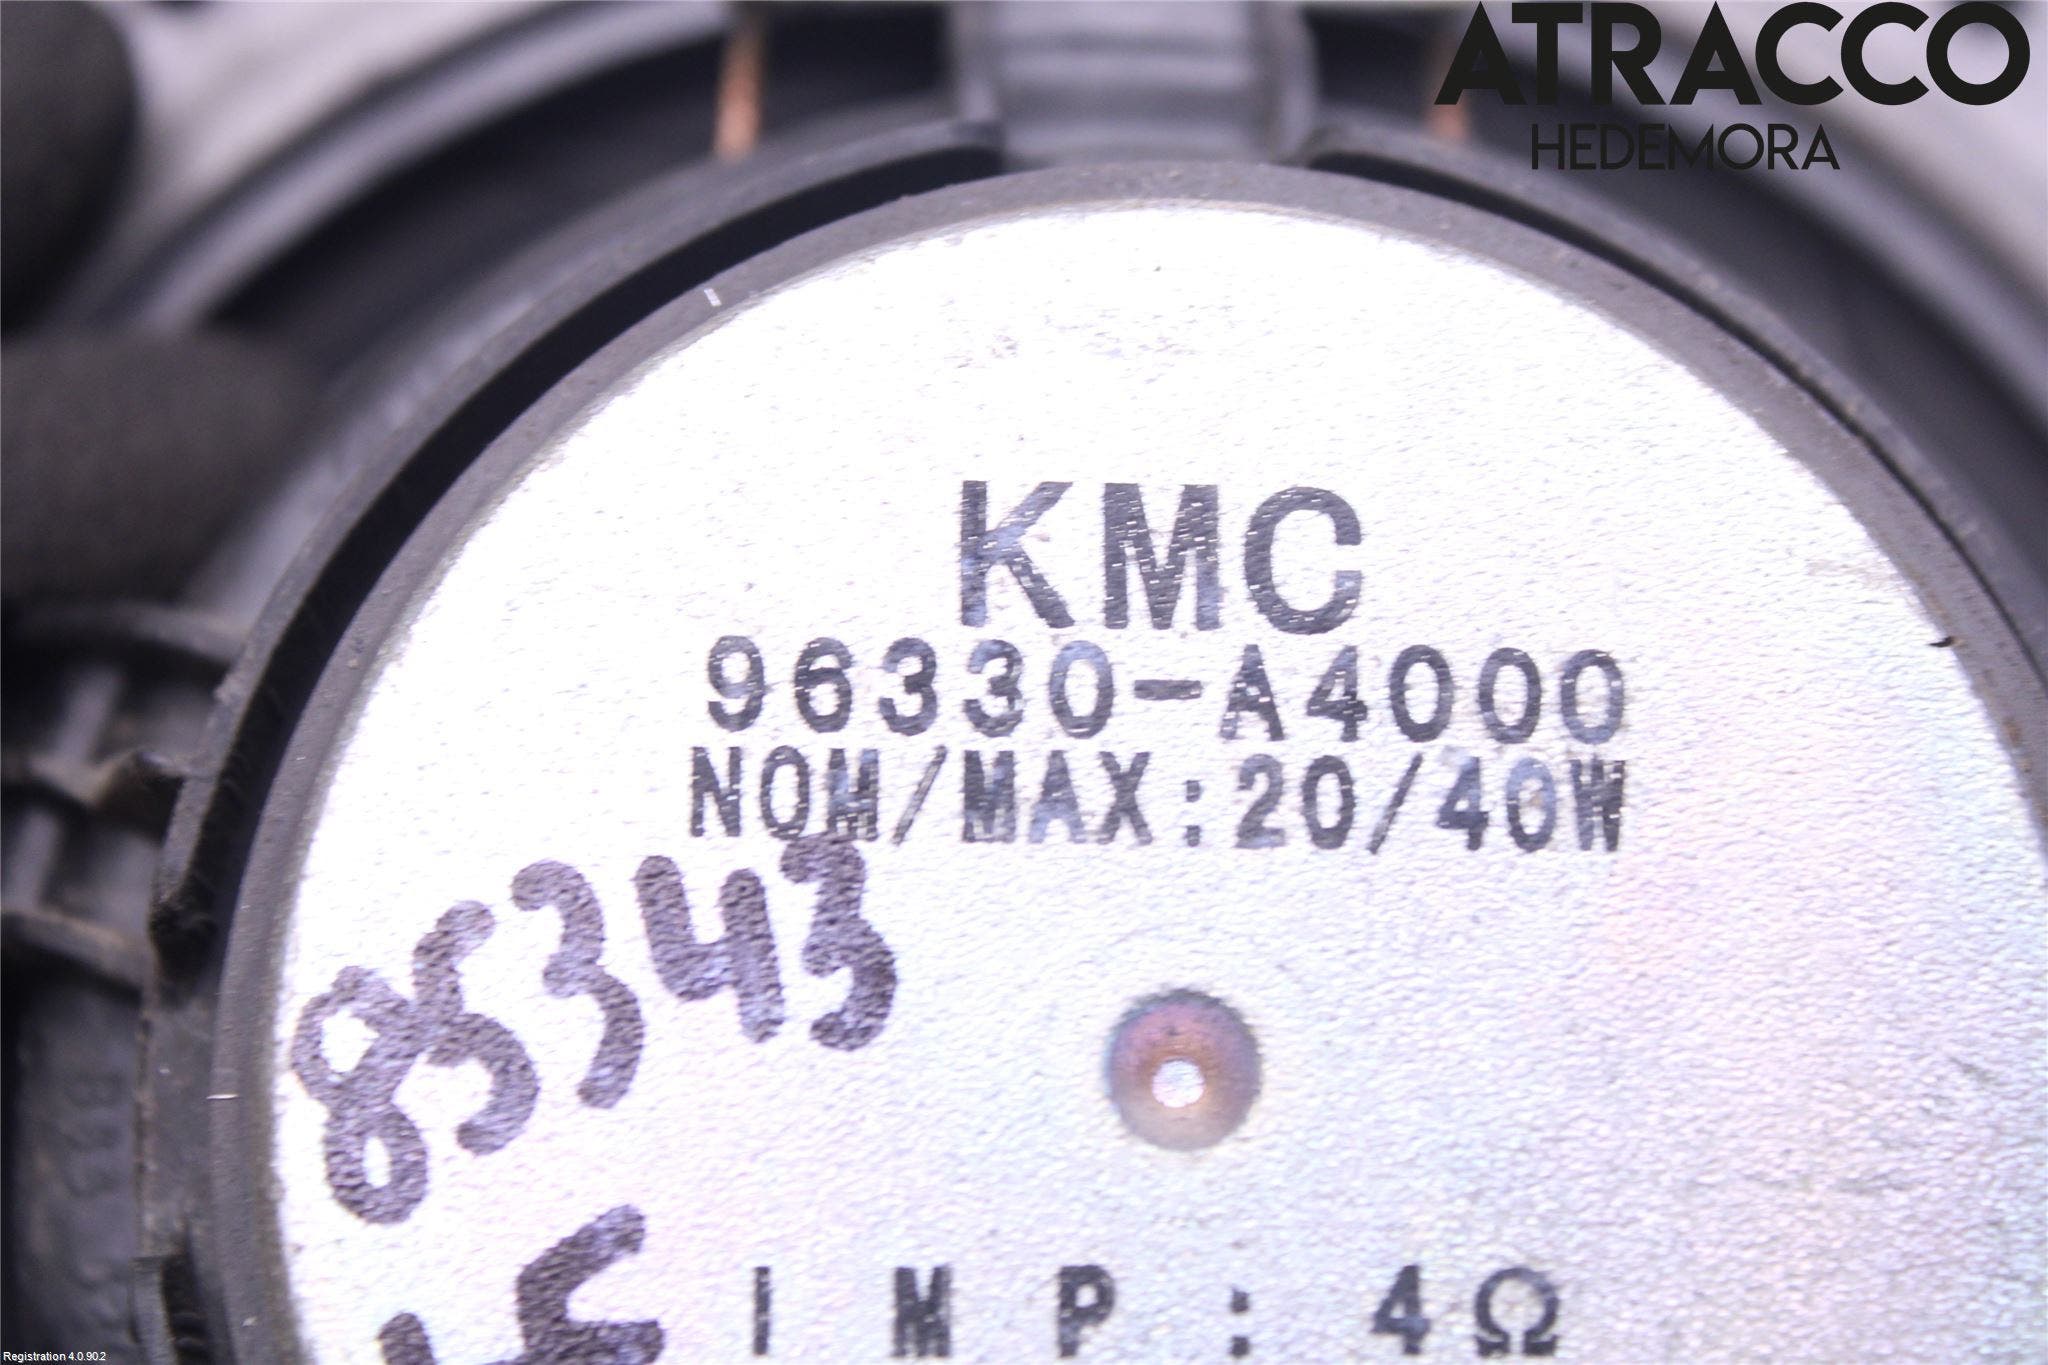 ATRACCO
HEDEMORA
KMC
96330-A4000
NOM/MAX:20/40W
85343
IMP:4Ω
Registration 4.0.90.2